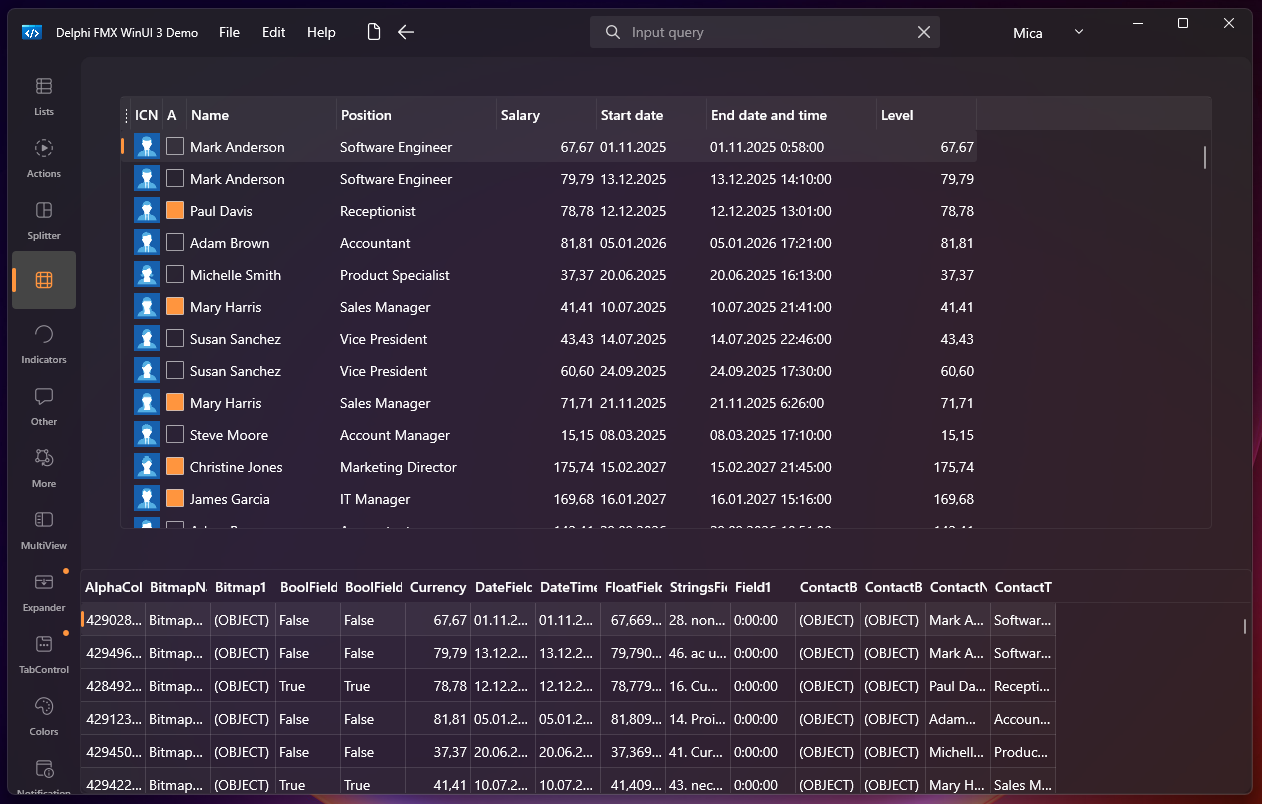 Delphi FMX WinUI 3 Demo File Edit Help Input query Mica
Lists
Actions
Splitter
Indicators
Other
More
MultiView
Expander
TabControl
Colors
Notification
ICN A Name Position Salary Start date End date and time Level
Mark Anderson Software Engineer 67,67 01.11.2025 01.11.2025 0:58:00 67,67
Mark Anderson Software Engineer 79,79 13.12.2025 13.12.2025 14:10:00 79,79
Paul Davis Receptionist 78,78 12.12.2025 12.12.2025 13:01:00 78,78
Adam Brown Accountant 81,81 05.01.2026 05.01.2026 17:21:00 81,81
Michelle Smith Product Specialist 37,37 20.06.2025 20.06.2025 16:13:00 37,37
Mary Harris Sales Manager 41,41 10.07.2025 10.07.2025 21:41:00 41,41
Susan Sanchez Vice President 43,43 14.07.2025 14.07.2025 22:46:00 43,43
Susan Sanchez Vice President 60,60 24.09.2025 24.09.2025 17:30:00 60,60
Mary Harris Sales Manager 71,71 21.11.2025 21.11.2025 6:26:00 71,71
Steve Moore Account Manager 15,15 08.03.2025 08.03.2025 17:10:00 15,15
Christine Jones Marketing Director 175,74 15.02.2027 15.02.2027 21:45:00 175,74
James Garcia IT Manager 169,68 16.01.2027 16.01.2027 15:16:00 169,68
AlphaCol BitmapN Bitmap1 BoolField BoolField Currency DateField DateTime FloatField StringsFi Field1 ContactB ContactB ContactN ContactT
429028... Bitmap... (OBJECT) False False 67,67 01.11.2... 01.11.2... 67,669... 28. non... 0:00:00 (OBJECT) (OBJECT) Mark A... Softwar...
429496... Bitmap... (OBJECT) False False 79,79 13.12.2... 13.12.2... 79,790... 46. ac u... 0:00:00 (OBJECT) (OBJECT) Mark A... Softwar...
428492... Bitmap... (OBJECT) True True 78,78 12.12.2... 12.12.2... 78,779... 16. Cu... 0:00:00 (OBJECT) (OBJECT) Paul Da... Recepti...
429123... Bitmap... (OBJECT) False False 81,81 05.01.2... 05.01.2... 81,809... 14. Proi... 0:00:00 (OBJECT) (OBJECT) Adam... Accoun...
429450... Bitmap... (OBJECT) False False 37,37 20.06.2... 20.06.2... 37,369... 41. Cur... 0:00:00 (OBJECT) (OBJECT) Michell... Produc...
429422... Bitmap... (OBJECT) True True 41,41 10.07.2... 10.07.2... 41,409... 43. nec... 0:00:00 (OBJECT) (OBJECT) Mary H... Sales M...